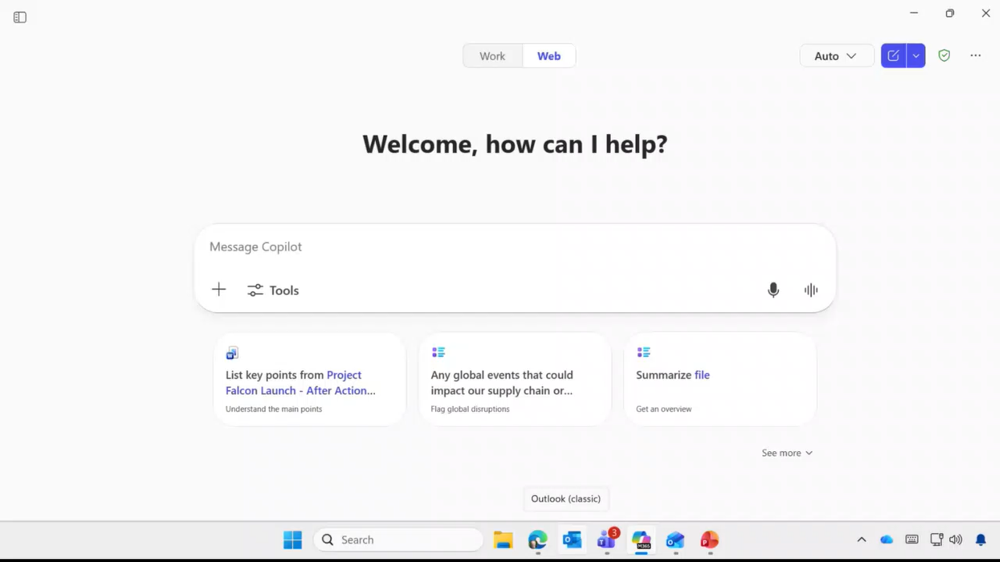 Work
Web
Auto
Welcome, how can I help?
Message Copilot
Tools
List key points from Project
Falcon Launch - After Action...
Understand the main points
Any global events that could
impact our supply chain or...
Flag global disruptions
Summarize file
Get an overview
See more
Outlook (classic)
Search
3
M365